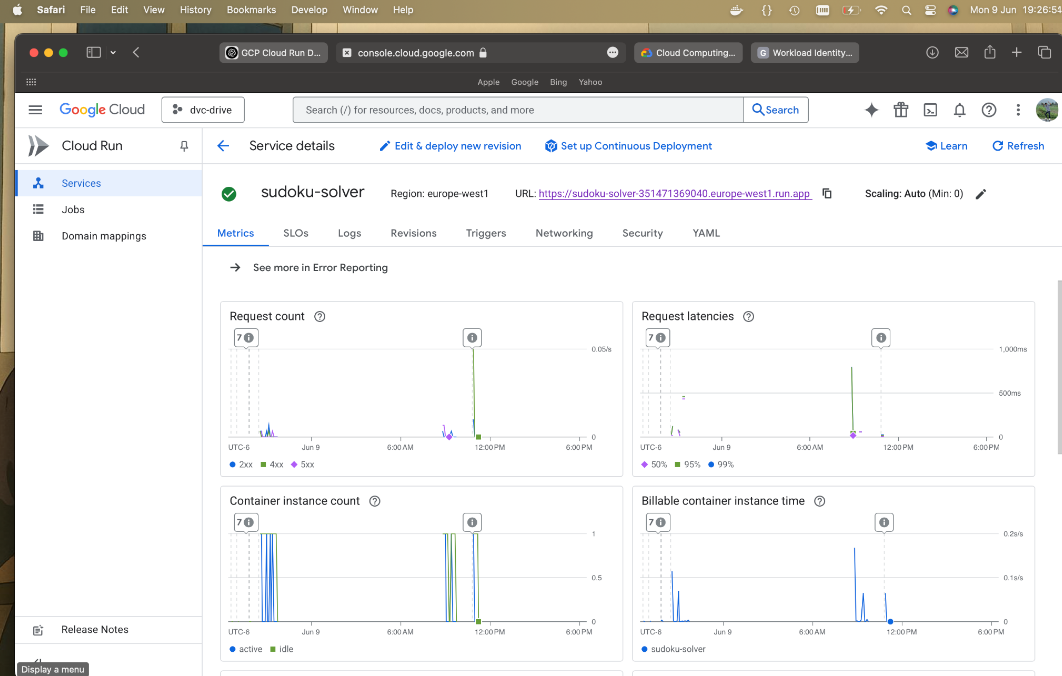 Safari File Edit View History Bookmarks Develop Window Help Mon 9 Jun 19:26:54
GCP Cloud Run D... console.cloud.google.com Cloud Computing... G Workload Identity...
Apple Google Bing Yahoo
Google Cloud dvc-drive Search (/) for resources, docs, products, and more Search
Cloud Run Service details Edit & deploy new revision Set up Continuous Deployment Learn Refresh
Services
Jobs
Domain mappings
Release Notes
Display a menu
sudoku-solver Region: europe-west1 URL: https://sudoku-solver-351471369040.europe-west1.run.app Scaling: Auto (Min: 0)
Metrics SLOs Logs Revisions Triggers Networking Security YAML
See more in Error Reporting
Request count
7
0.05/s
0
UTC-6 Jun 9 6:00 AM 12:00 PM 6:00 PM
2xx 4xx 5xx
Request latencies
7
1,000ms
500ms
0
UTC-6 Jun 9 6:00 AM 12:00 PM 6:00 PM
50% 95% 99%
Container instance count
7
1
0.5
0
UTC-6 Jun 9 6:00 AM 12:00 PM 6:00 PM
active idle
Billable container instance time
7
0.2s/s
0.1s/s
0
UTC-6 Jun 9 6:00 AM 12:00 PM 6:00 PM
sudoku-solver